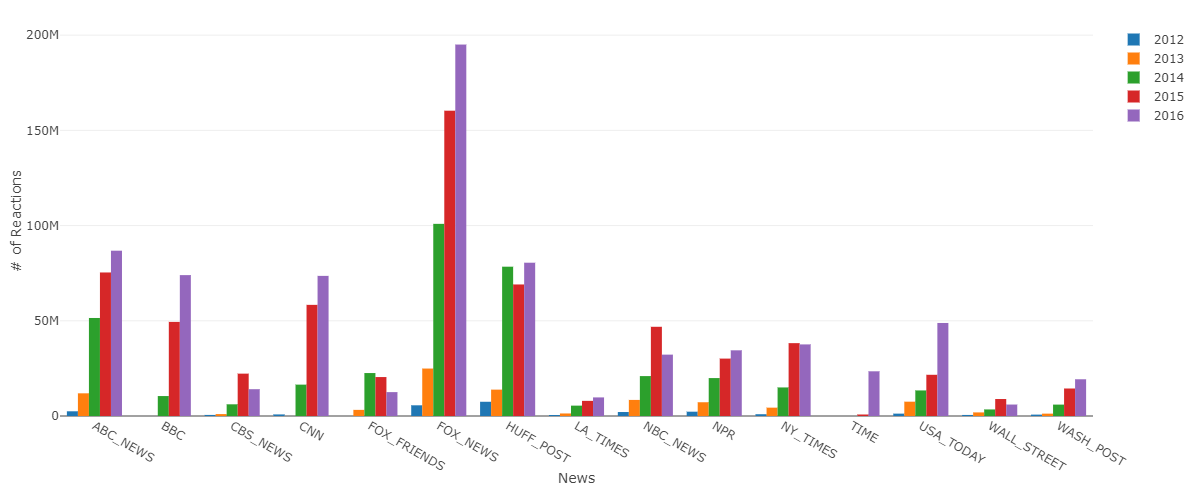 200M
150M
100M
50M
0
# of Reactions
ABC_NEWS
BBC
CBS_NEWS
CNN
FOX_FRIENDS
FOX_NEWS
HUFF_POST
LA_TIMES
NBC_NEWS
NPR
NY_TIMES
TIME
USA_TODAY
WALL_STREET
WASH_POST
News
2012
2013
2014
2015
2016